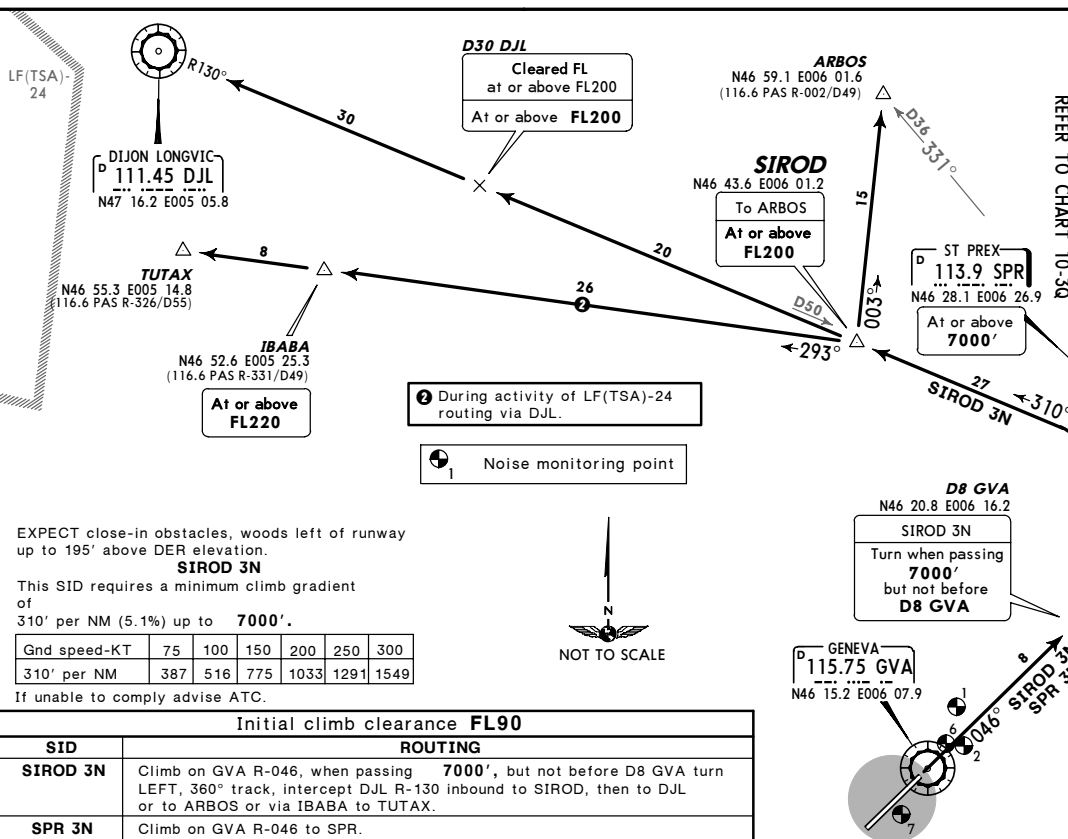 LF(TSA)-
24
R130°
DIJON LONGVIC
D 111.45 DJL
N47 16.2 E005 05.8
30
D30 DJL
Cleared FL
at or above FL200
At or above FL200
ARBOS
N46 59.1 E006 01.6
(116.6 PAS R-002/D49)
D36 331°
REFER TO CHART 10-3Q
SIROD
N46 43.6 E006 01.2
To ARBOS
At or above
FL200
15
003°
20
D50
ST PREX
D 113.9 SPR
N46 28.1 E006 26.9
At or above
7000'
TUTAX
N46 55.3 E005 14.8
(116.6 PAS R-326/D55)
8
26
2
293°
IBABA
N46 52.6 E005 25.3
(116.6 PAS R-331/D49)
At or above
FL220
27
SIROD 3N
310°
2 During activity of LF(TSA)-24
routing via DJL.
1 Noise monitoring point
D8 GVA
N46 20.8 E006 16.2
SIROD 3N
Turn when passing
7000'
but not before
D8 GVA
EXPECT close-in obstacles, woods left of runway
up to 195' above DER elevation.
SIROD 3N
This SID requires a minimum climb gradient
of
310' per NM (5.1%) up to 7000'.
Gnd speed-KT 75 100 150 200 250 300
310' per NM 387 516 775 1033 1291 1549
If unable to comply advise ATC.
N
NOT TO SCALE
GENEVA
D 115.75 GVA
N46 15.2 E006 07.9
8
SIROD 3N
SPR 3N
046°
1
6
2
7
Initial climb clearance FL90
SID ROUTING
SIROD 3N Climb on GVA R-046, when passing 7000', but not before D8 GVA turn
LEFT, 360° track, intercept DJL R-130 inbound to SIROD, then to DJL
or to ARBOS or via IBABA to TUTAX.
SPR 3N Climb on GVA R-046 to SPR.